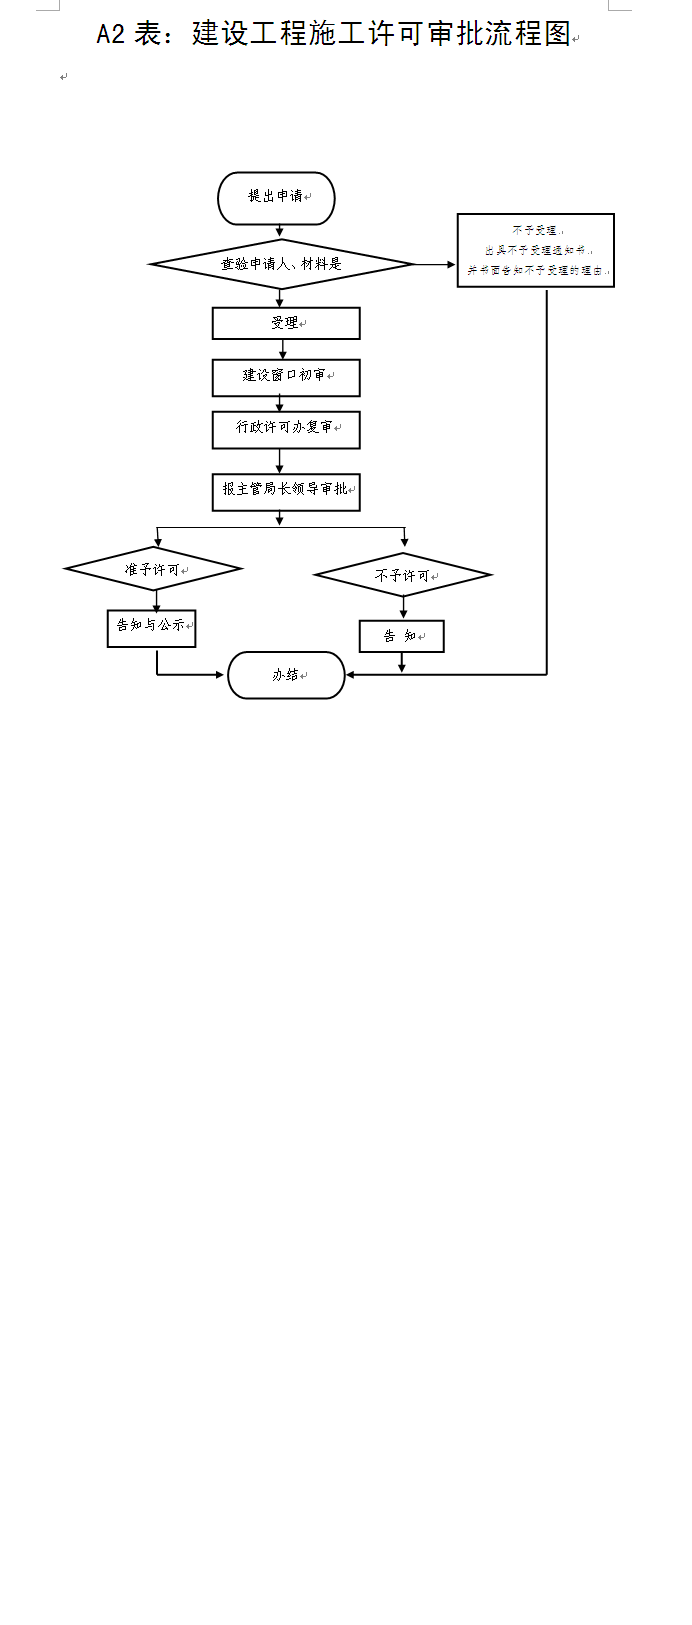 A2表：建设工程施工许可审批流程图
提出申请
不予受理
出具不予受理通知书
并书面告知不予受理的理由
查验申请人、材料是
受理
建设窗口初审
行政许可办复审
报主管局长领导审批
准予许可
不予许可
告知与公示
告 知
办结